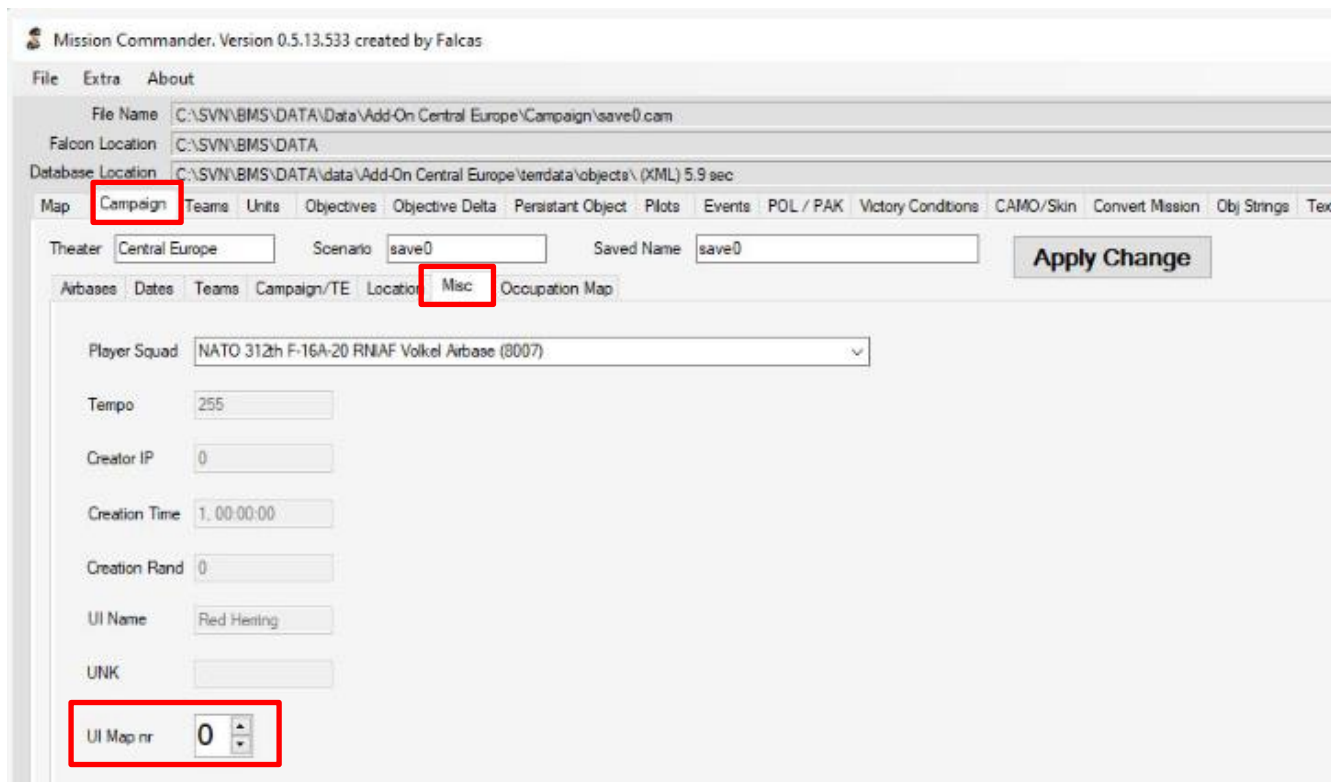 Mission Commander. Version 0.5.13.533 created by Falcas
File Extra About
File Name C:\SVN\BMS\DATA\Data\Add-On Central Europe\Campaign\save0.cam
Falcon Location C:\SVN\BMS\DATA
Database Location C:\SVN\BMS\DATA\data\Add-On Central Europe\terrdata\objects\ (XML) 5.9 sec
Map Campaign Teams Units Objectives Objective Delta Persistant Object Pilots Events POL / PAK Victory Conditions CAMO/Skin Convert Mission Obj Strings Tex
Theater Central Europe Scenario save0 Saved Name save0 Apply Change
Airbases Dates Teams Campaign/TE Location Misc Occupation Map
Player Squad NATO 312th F-16A-20 RNlAF Volkel Airbase (8007)
Tempo 255
Creator IP 0
Creation Time 1, 00:00:00
Creation Rand 0
UI Name Red Herring
UNK
UI Map nr 0